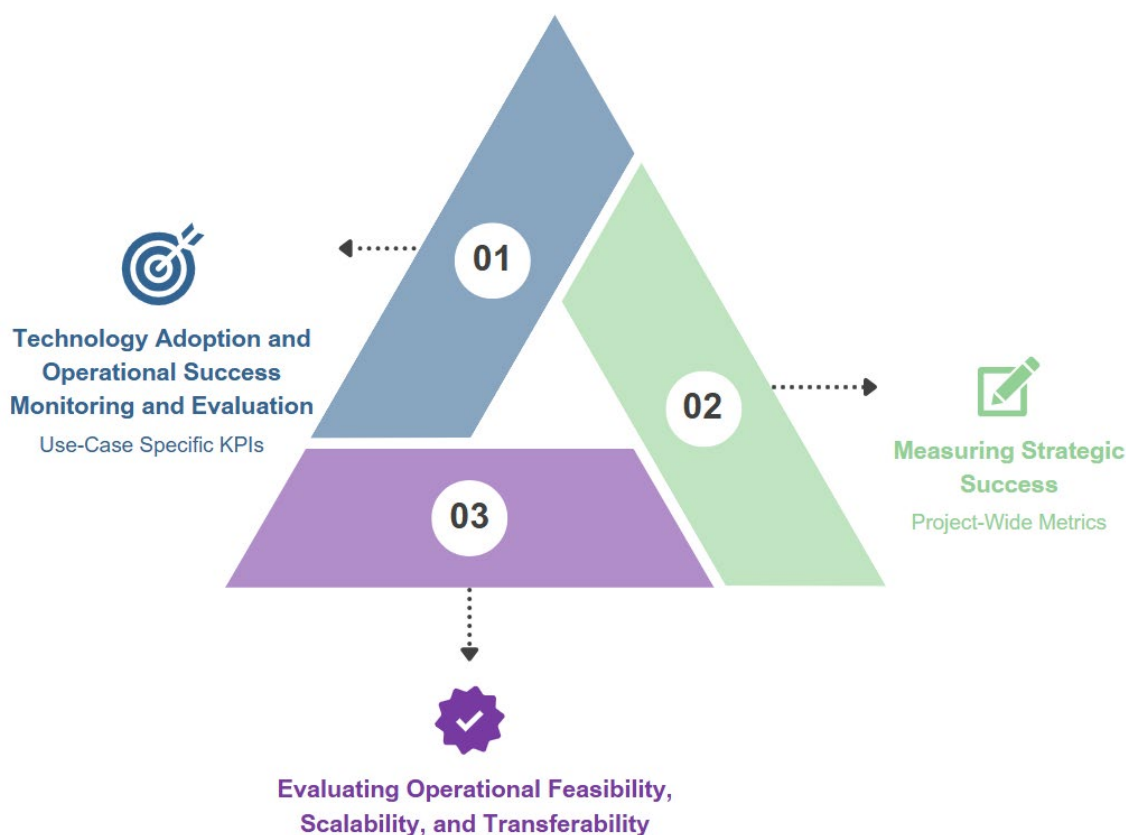 01
Technology Adoption and
Operational Success
Monitoring and Evaluation
Use-Case Specific KPIs
02
Measuring Strategic
Success
Project-Wide Metrics
03
Evaluating Operational Feasibility,
Scalability, and Transferability